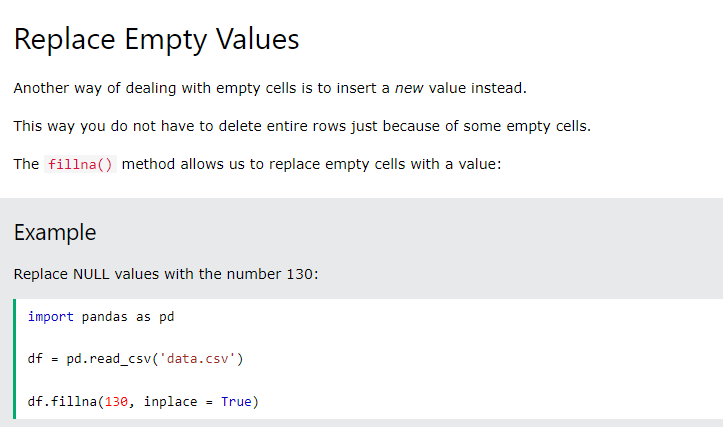 Replace Empty Values
Another way of dealing with empty cells is to insert a new value instead.
This way you do not have to delete entire rows just because of some empty cells.
The fillna() method allows us to replace empty cells with a value:
Example
Replace NULL values with the number 130:
import pandas as pd
df = pd.read_csv('data.csv')
df.fillna(130, inplace = True)